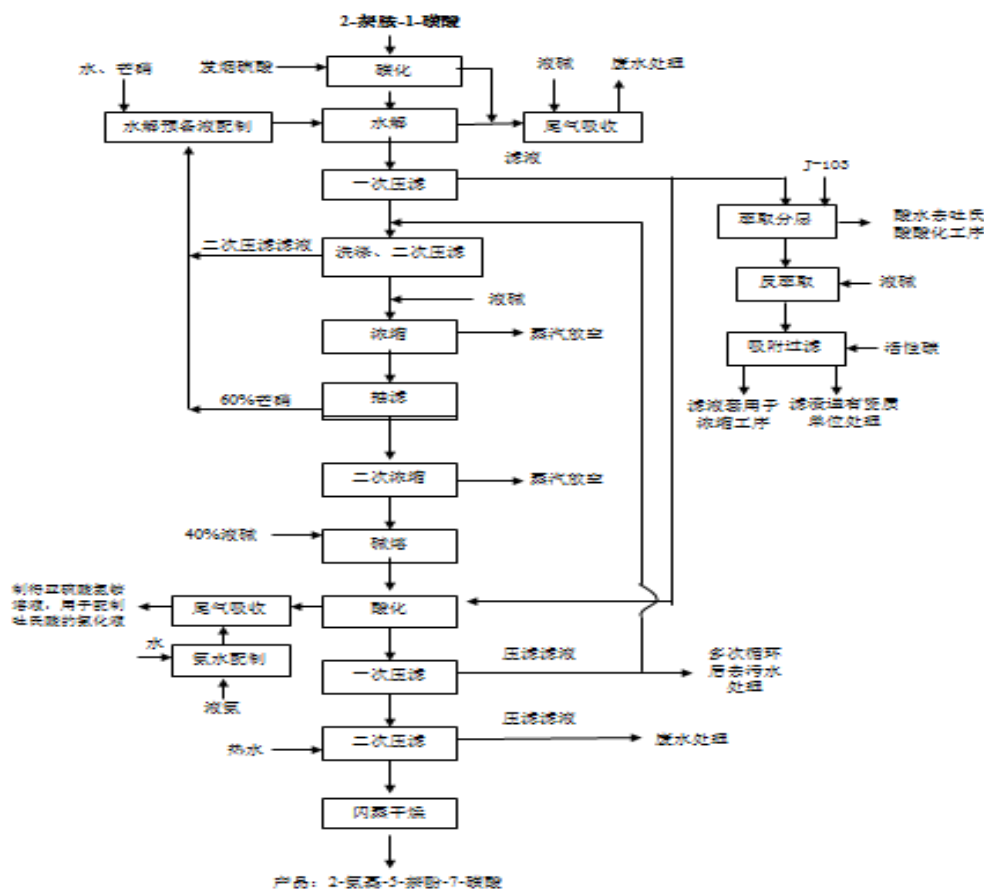 2-萘胺-1-磺酸
水、芒硝
发烟硫酸
磺化
液碱
废水处理
水解预备液配制
水解
尾气吸收
滤液
一次压滤
J-103
萃取分层
酸水去吐氏
酸酸化工序
二次压滤滤液
洗涤、二次压滤
反萃取
液碱
液碱
浓缩
蒸汽放空
吸附过滤
活性碳
60%芒硝
抽滤
滤液套用于
浓缩工序
滤渣送有资质
单位处理
二次浓缩
蒸汽放空
40%液碱
碱熔
制得亚硫酸氢铵
溶液,用于配制
吐氏酸的氨化液
尾气吸收
酸化
水
氨水配制
液氨
一次压滤
压滤滤液
多次循环
后去污水
处理
热水
二次压滤
压滤滤液
废水处理
闪蒸干燥
产品:2-氨基-5-萘酚-7-磺酸